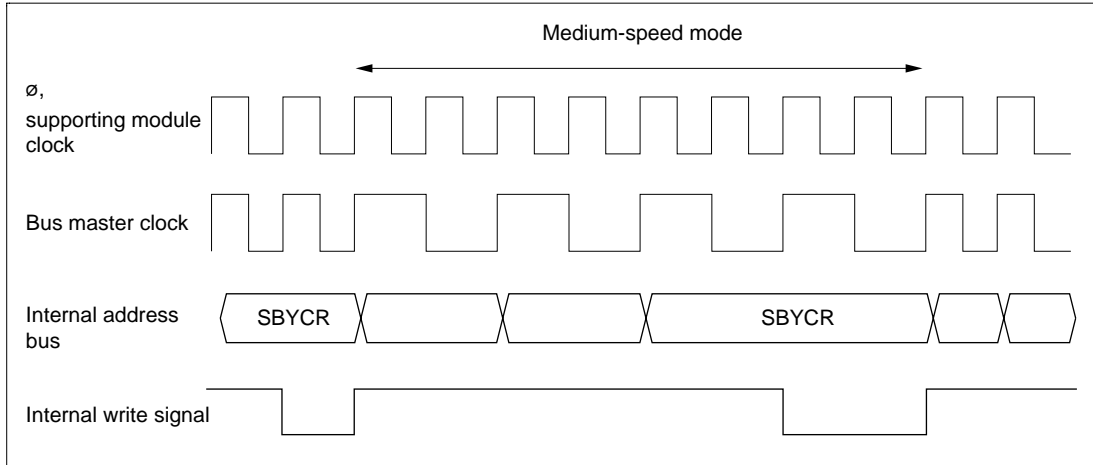 Medium-speed mode
ø,
supporting module
clock
Bus master clock
Internal address
bus
SBYCR
SBYCR
Internal write signal